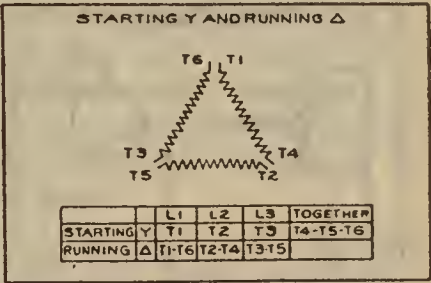 STARTING Y AND RUNNING Δ
T6 T1
T3 T4
T5 T2
L1 L2 L3 TOGETHER
STARTING Y T1 T2 T3 T4-T5-T6
RUNNING Δ T1-T6 T2-T4 T3-T5